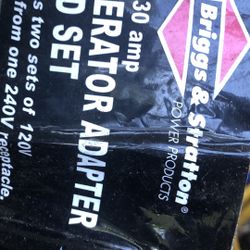 Briggs & Stratton®
POWER PRODUCTS
30 amp
ERATOR ADAPTER
D SET
s two sets of 120V
from one 240V receptacle,